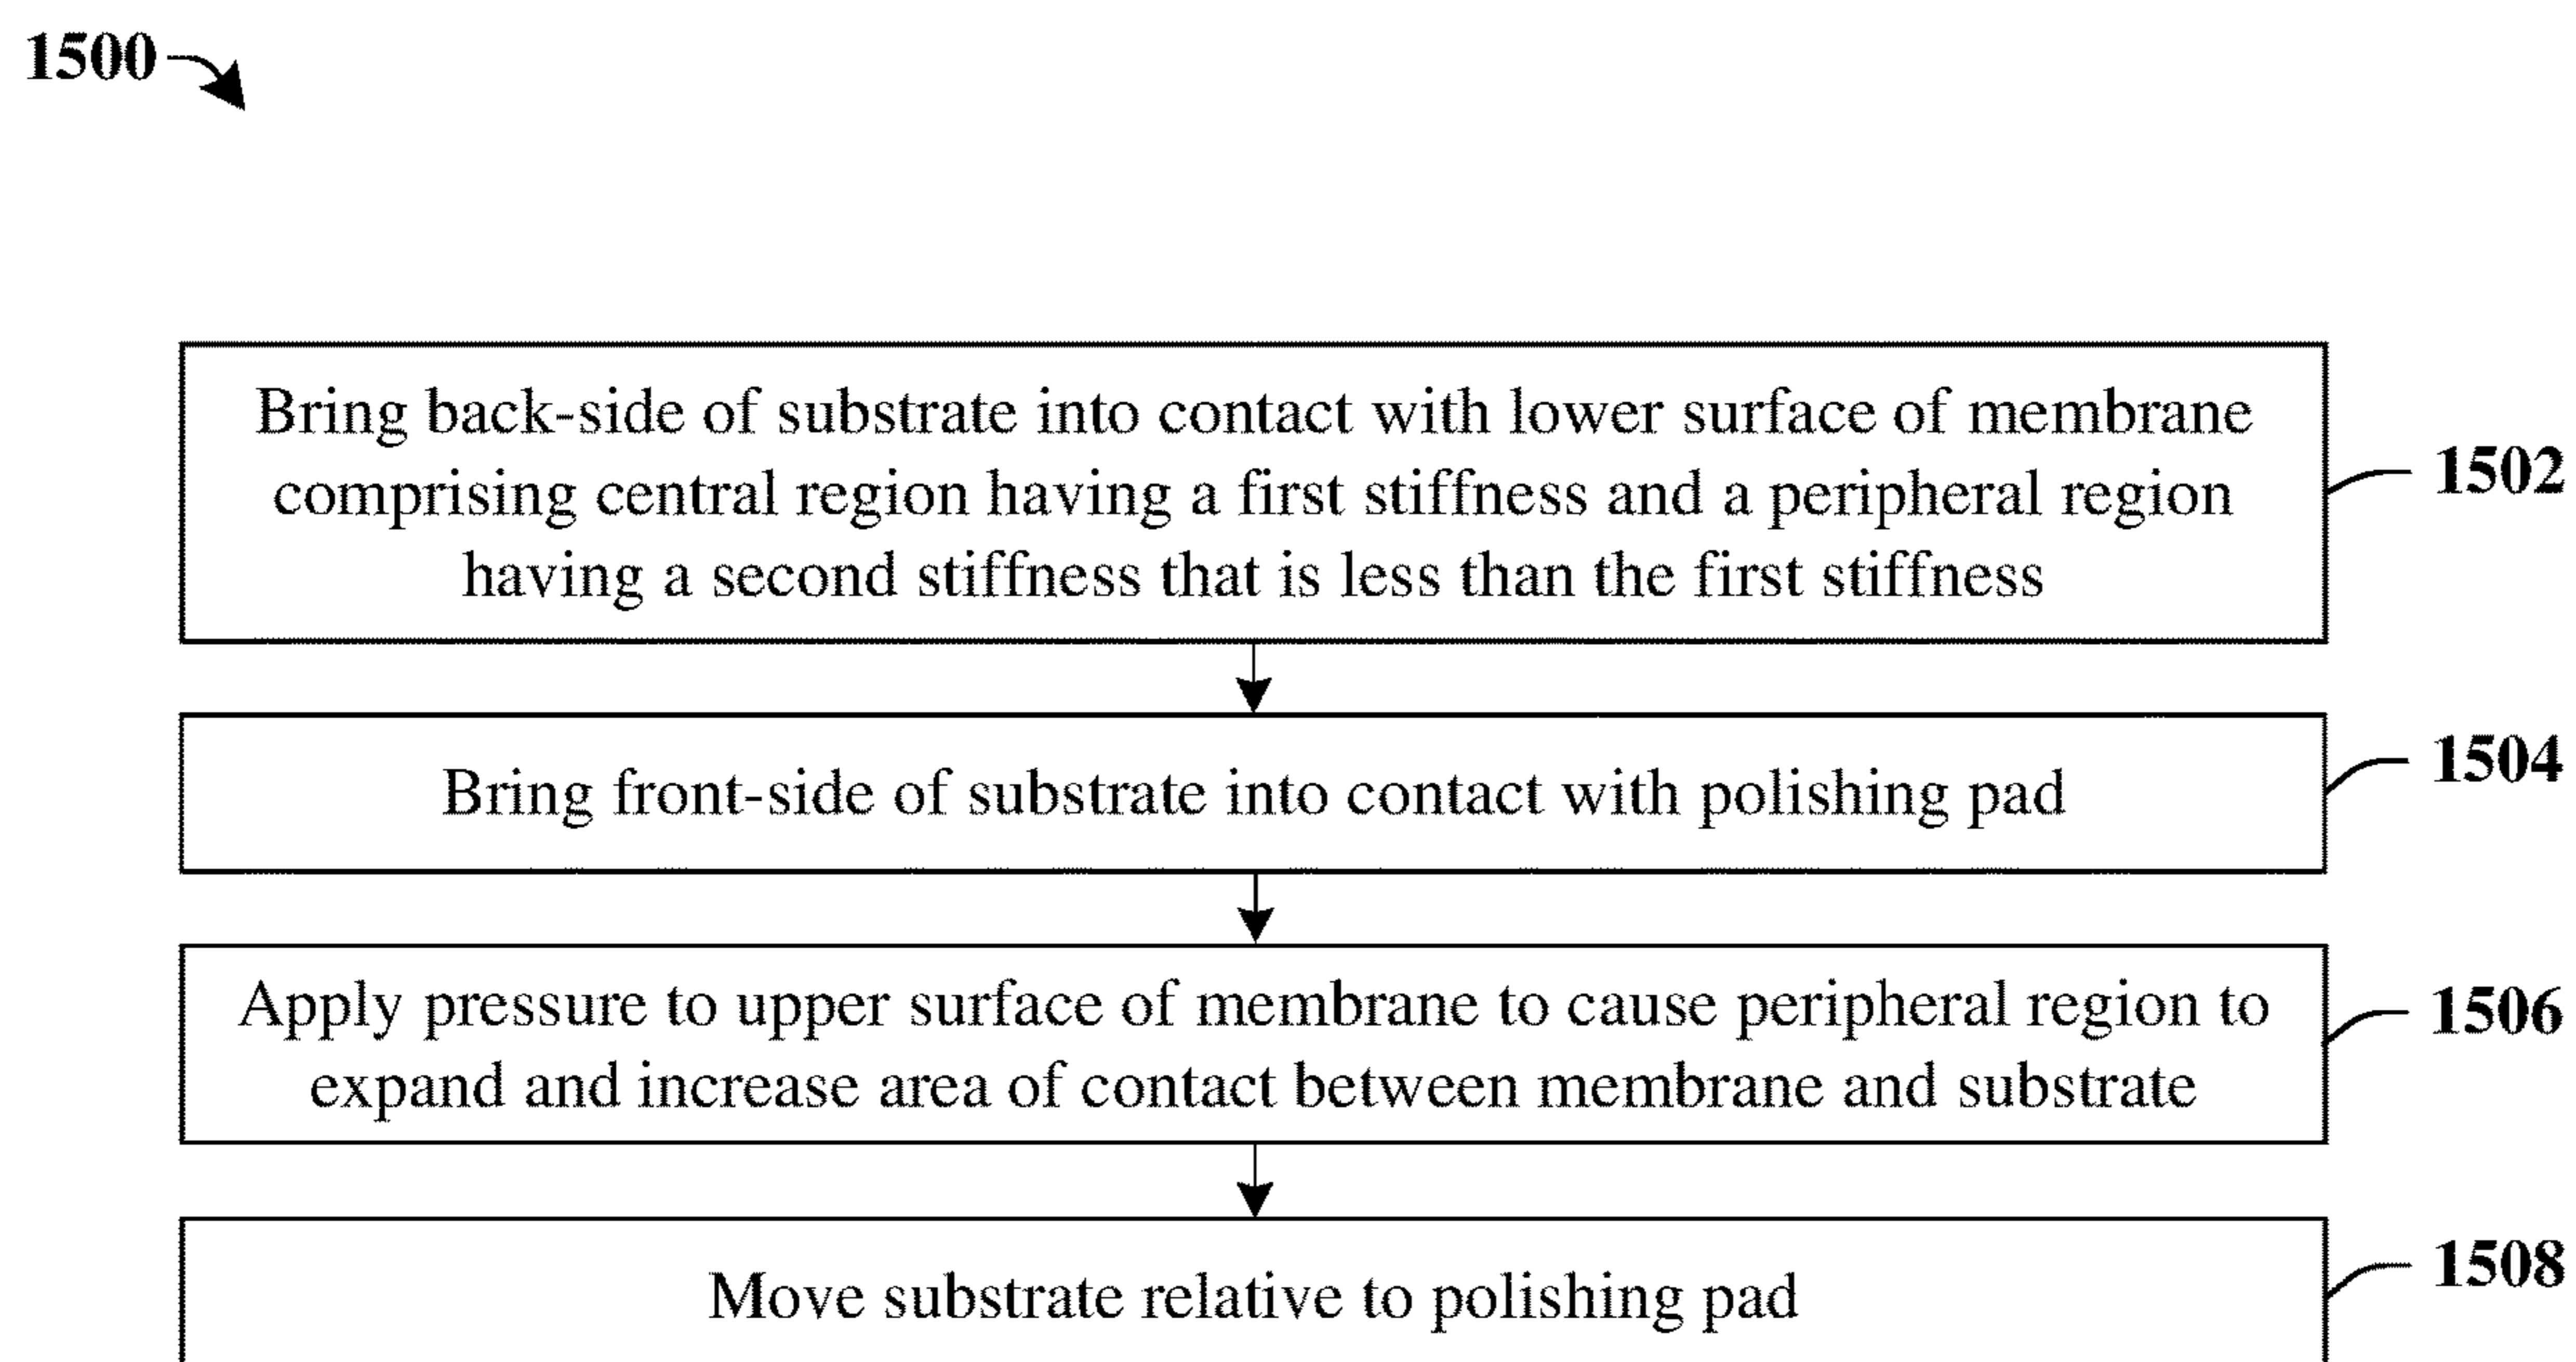 1500
Bring back-side of substrate into contact with lower surface of membrane
comprising central region having a first stiffness and a peripheral region
having a second stiffness that is less than the first stiffness
1502
Bring front-side of substrate into contact with polishing pad
1504
Apply pressure to upper surface of membrane to cause peripheral region to
expand and increase area of contact between membrane and substrate
1506
Move substrate relative to polishing pad
1508